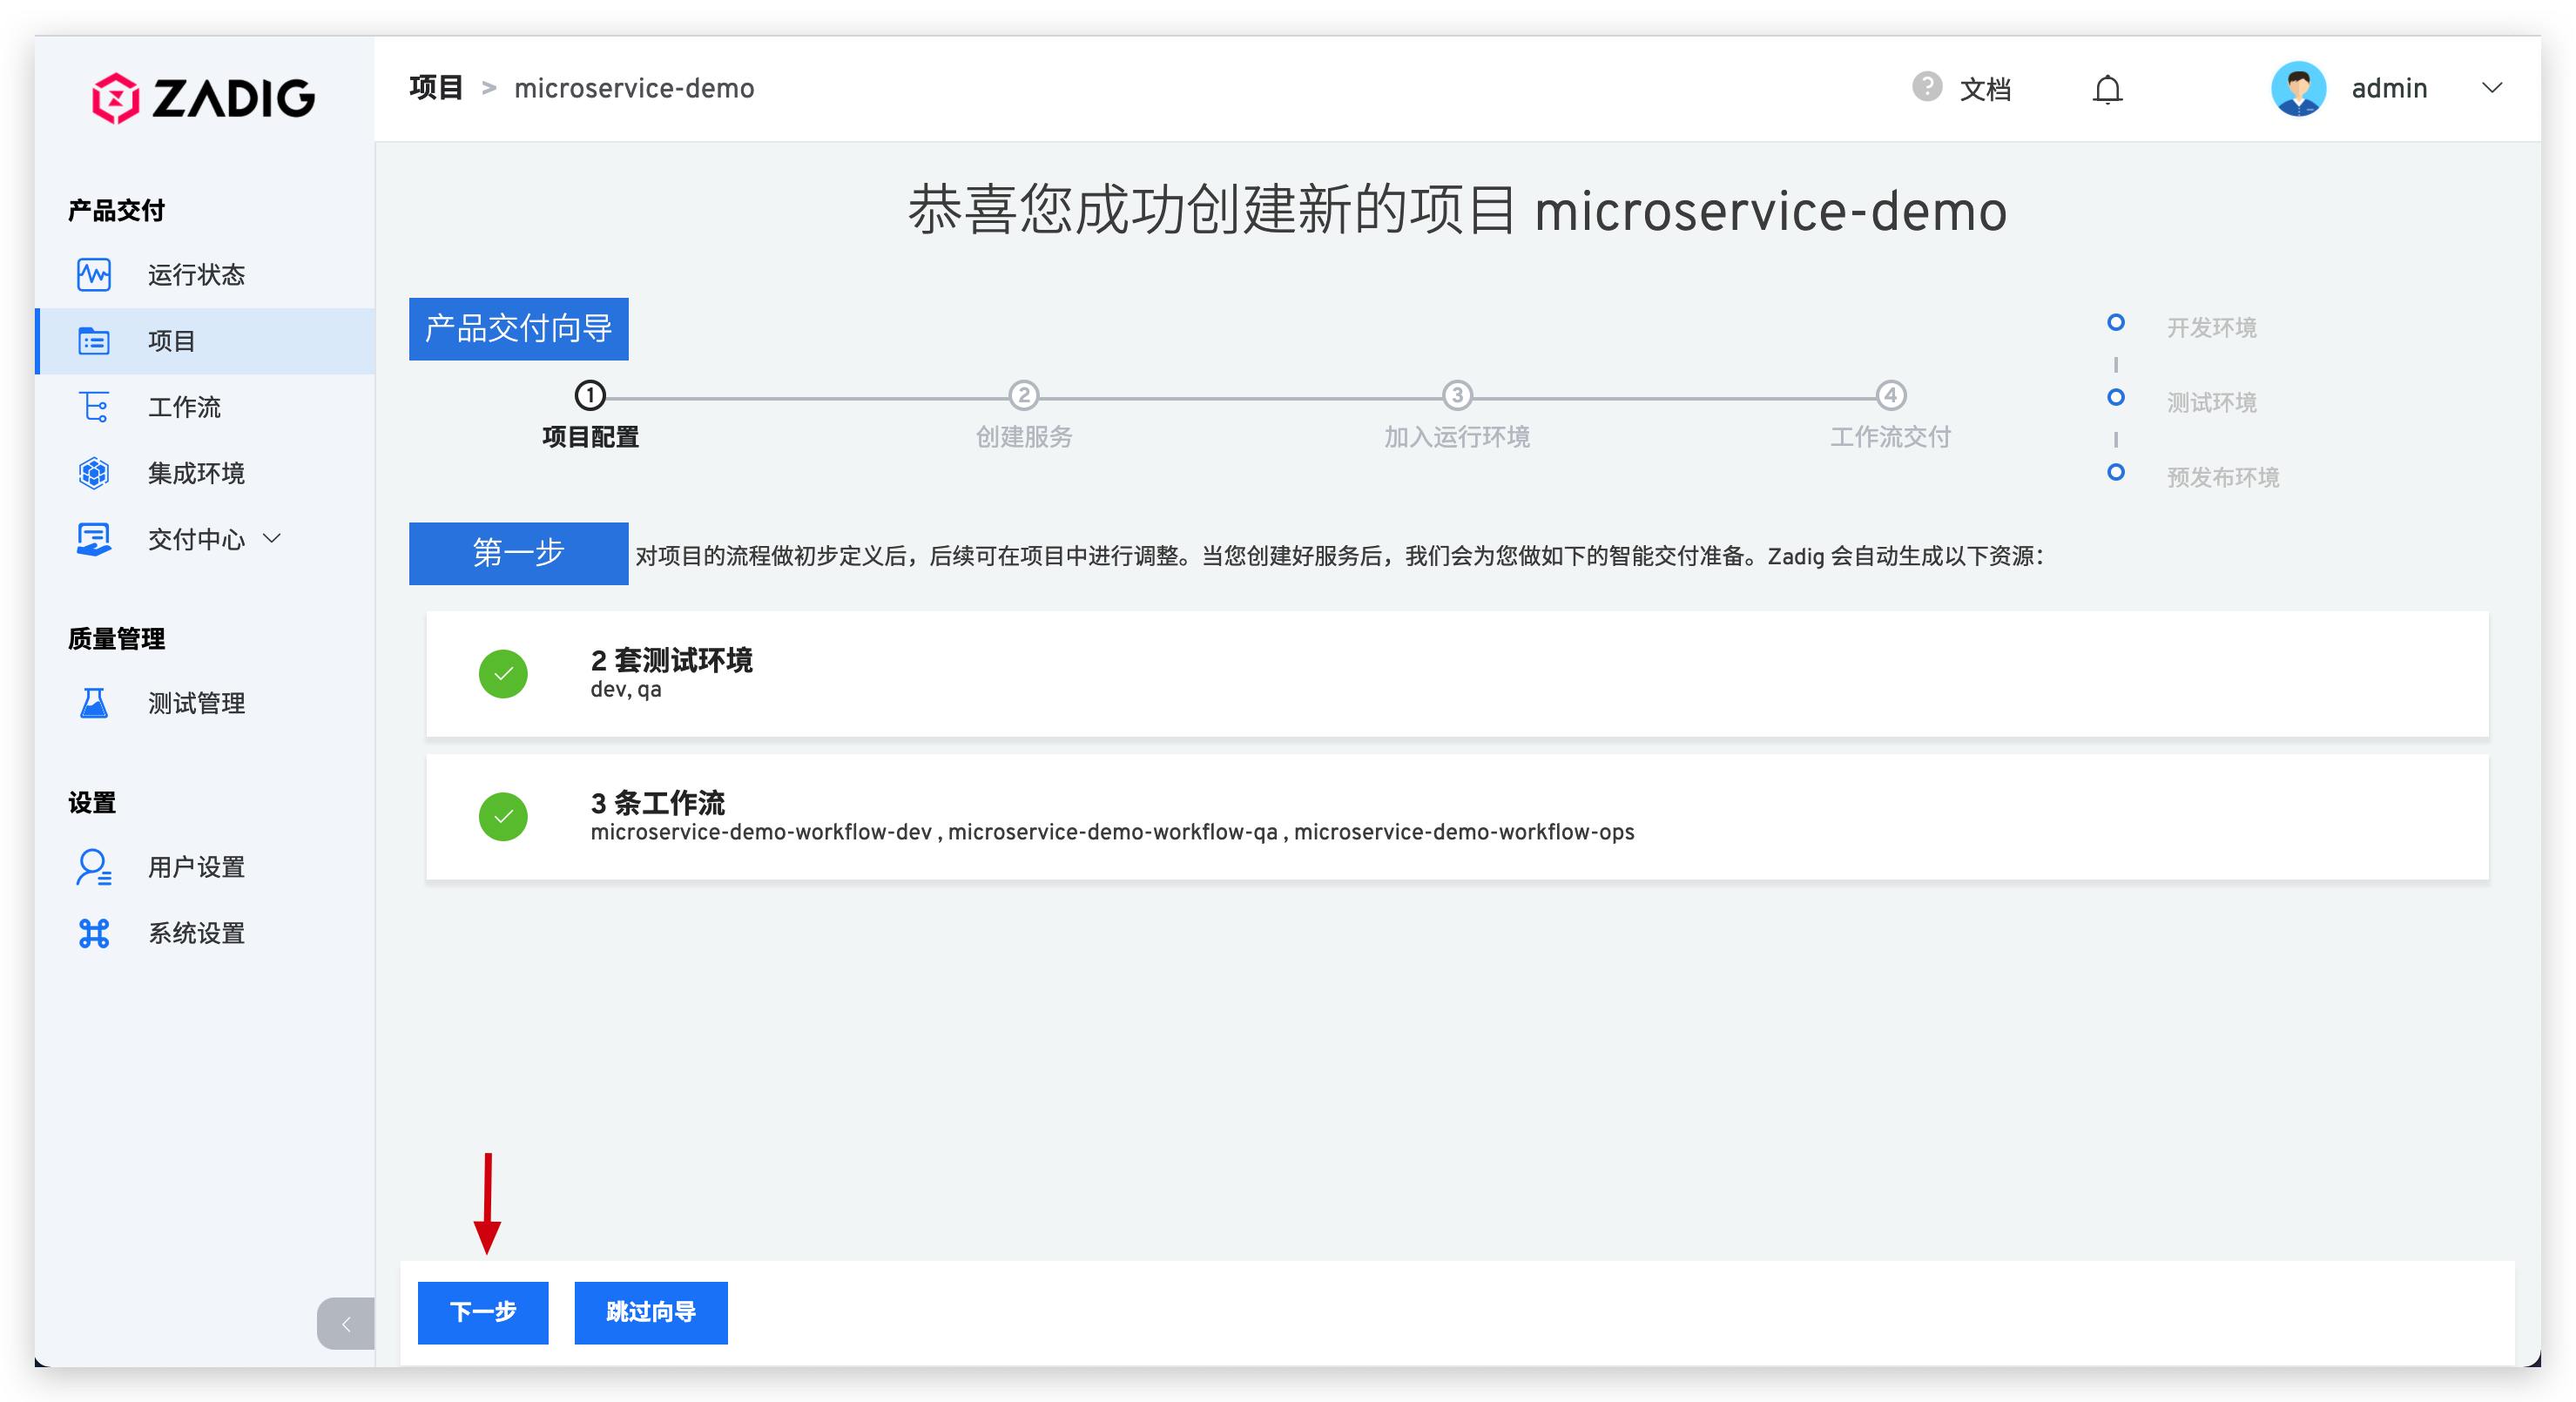 ZADIG
项目 > microservice-demo
? 文档
admin
产品交付
运行状态
项目
工作流
集成环境
交付中心
质量管理
测试管理
设置
用户设置
系统设置
恭喜您成功创建新的项目 microservice-demo
产品交付向导
1 项目配置
2 创建服务
3 加入运行环境
4 工作流交付
开发环境
测试环境
预发布环境
第一步 对项目的流程做初步定义后，后续可在项目中进行调整。当您创建好服务后，我们会为您做如下的智能交付准备。Zadig 会自动生成以下资源：
2 套测试环境
dev, qa
3 条工作流
microservice-demo-workflow-dev , microservice-demo-workflow-qa , microservice-demo-workflow-ops
下一步 跳过向导